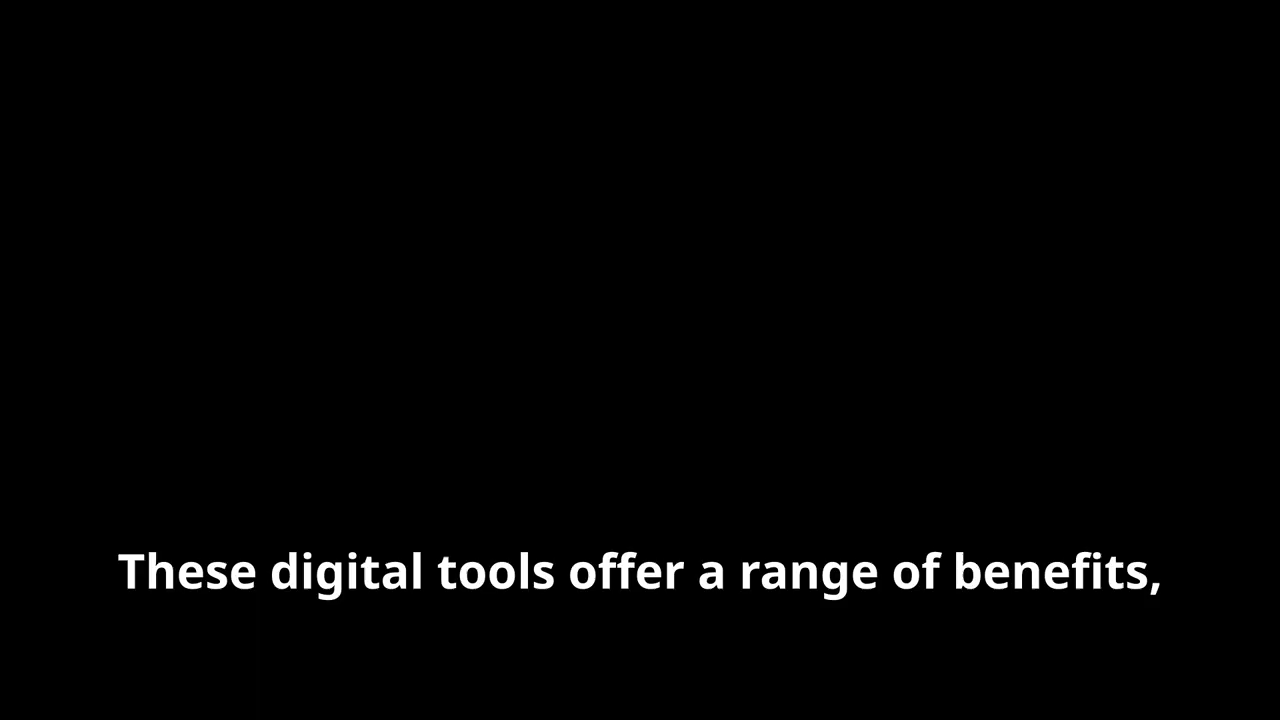 These digital tools offer a range of benefits,